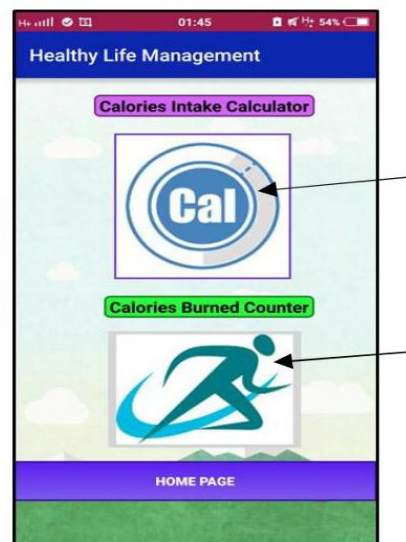 H+ 01:45 H+ 54%
Healthy Life Management
Calories Intake Calculator
Cal
Calories Burned Counter
HOME PAGE